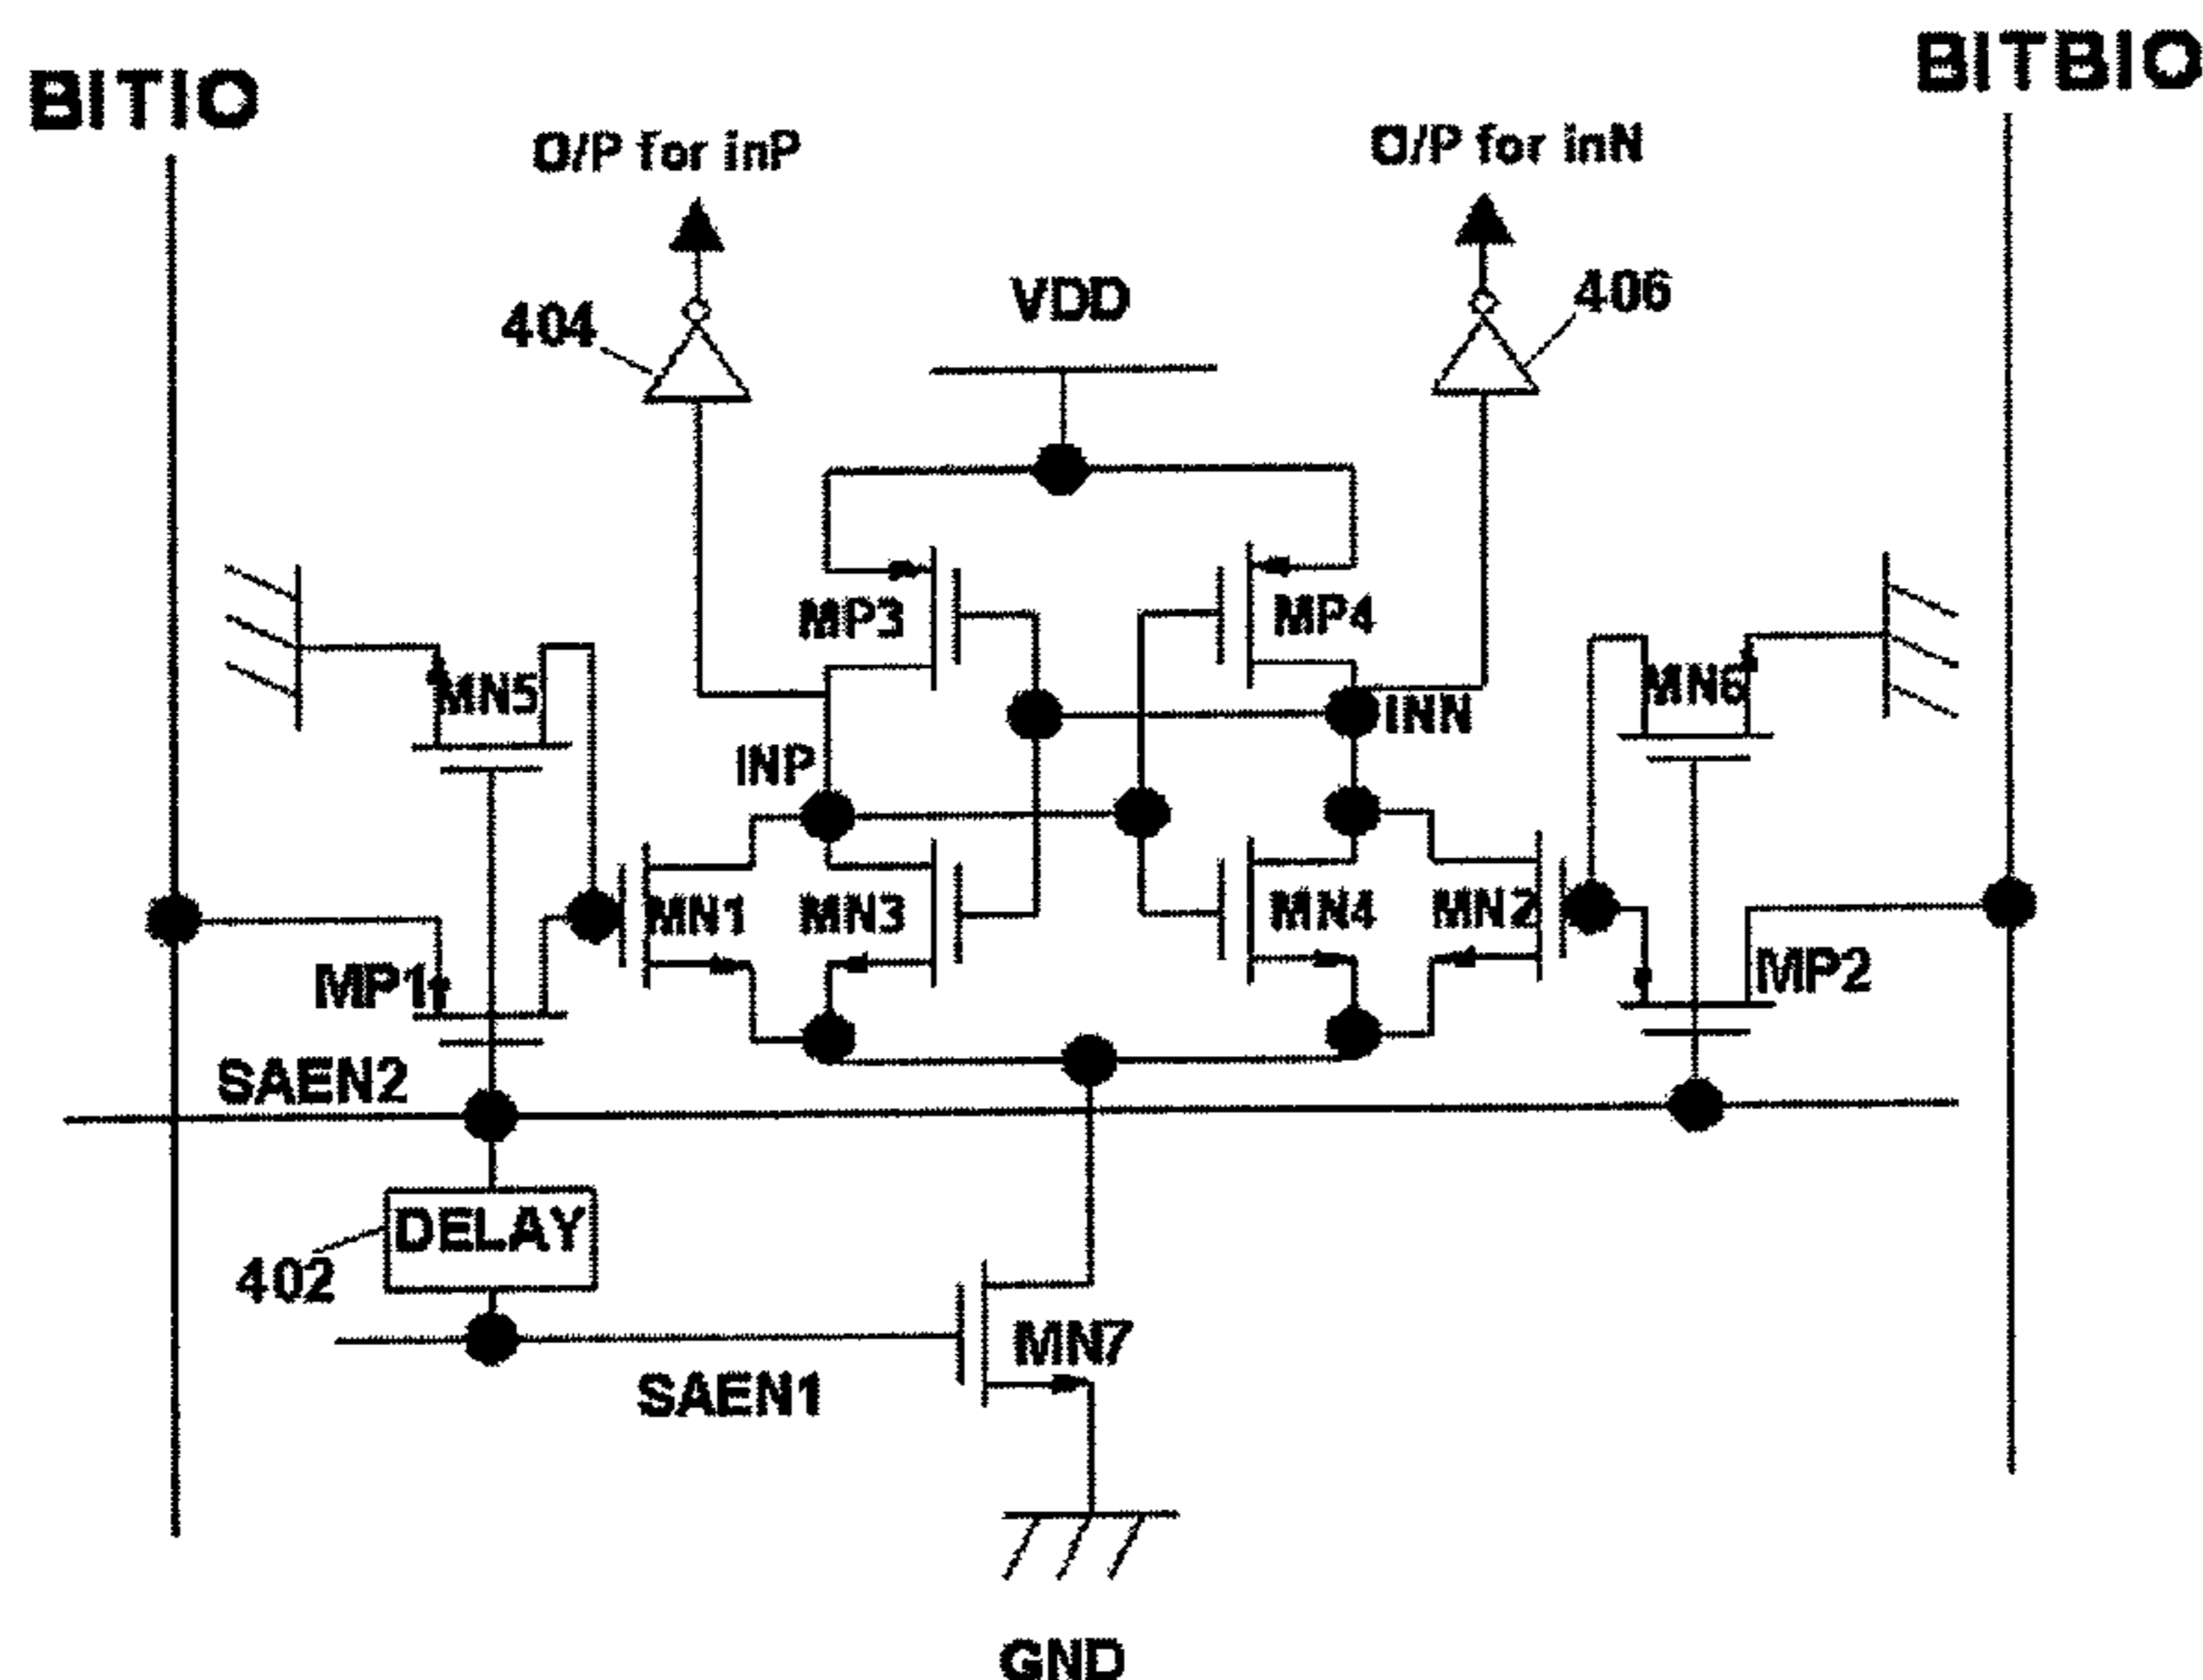 BITIO
BITBIO
O/P for inP
O/P for inN
404
VDD
406
MP3
MP4
MN5
INN
MN6
INP
MN1
MN3
MN4
MN2
MP1
MP2
SAEN2
DELAY
402
MN7
SAEN1
GND